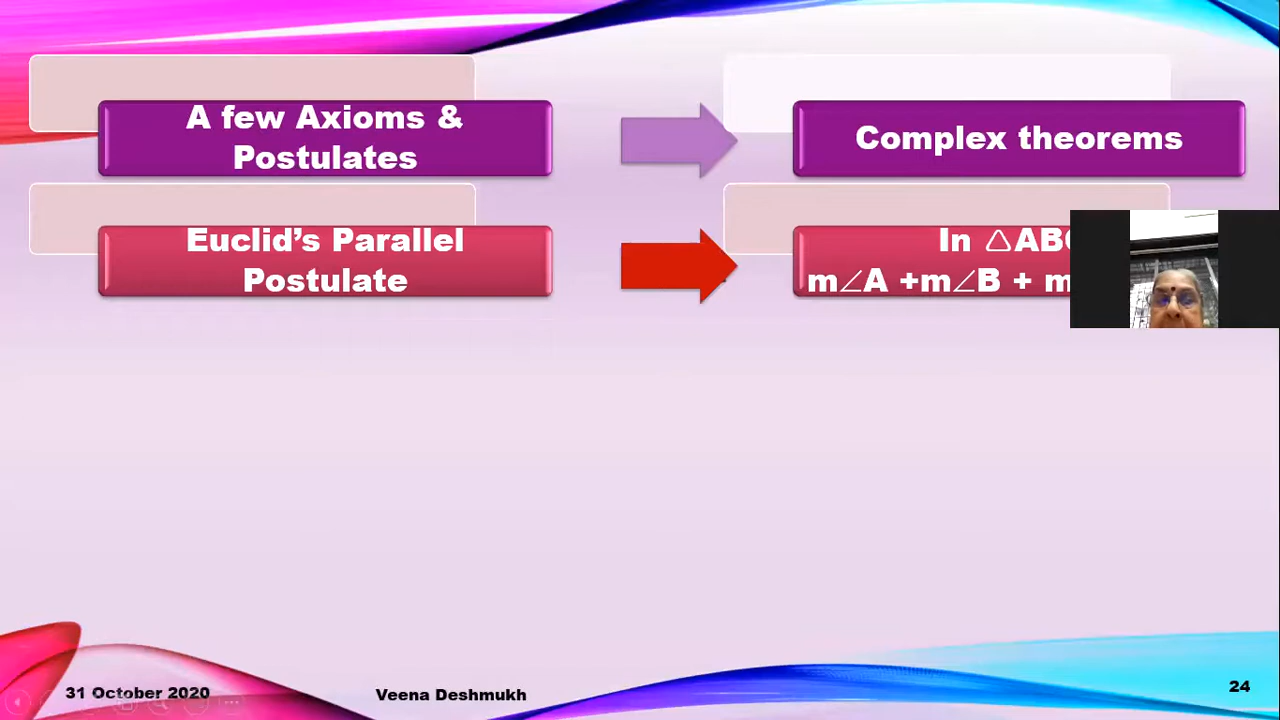 A few Axioms &
Postulates
Complex theorems
Euclid’s Parallel
Postulate
In △ABC
m∠A +m∠B + m
31 October 2020
Veena Deshmukh
24